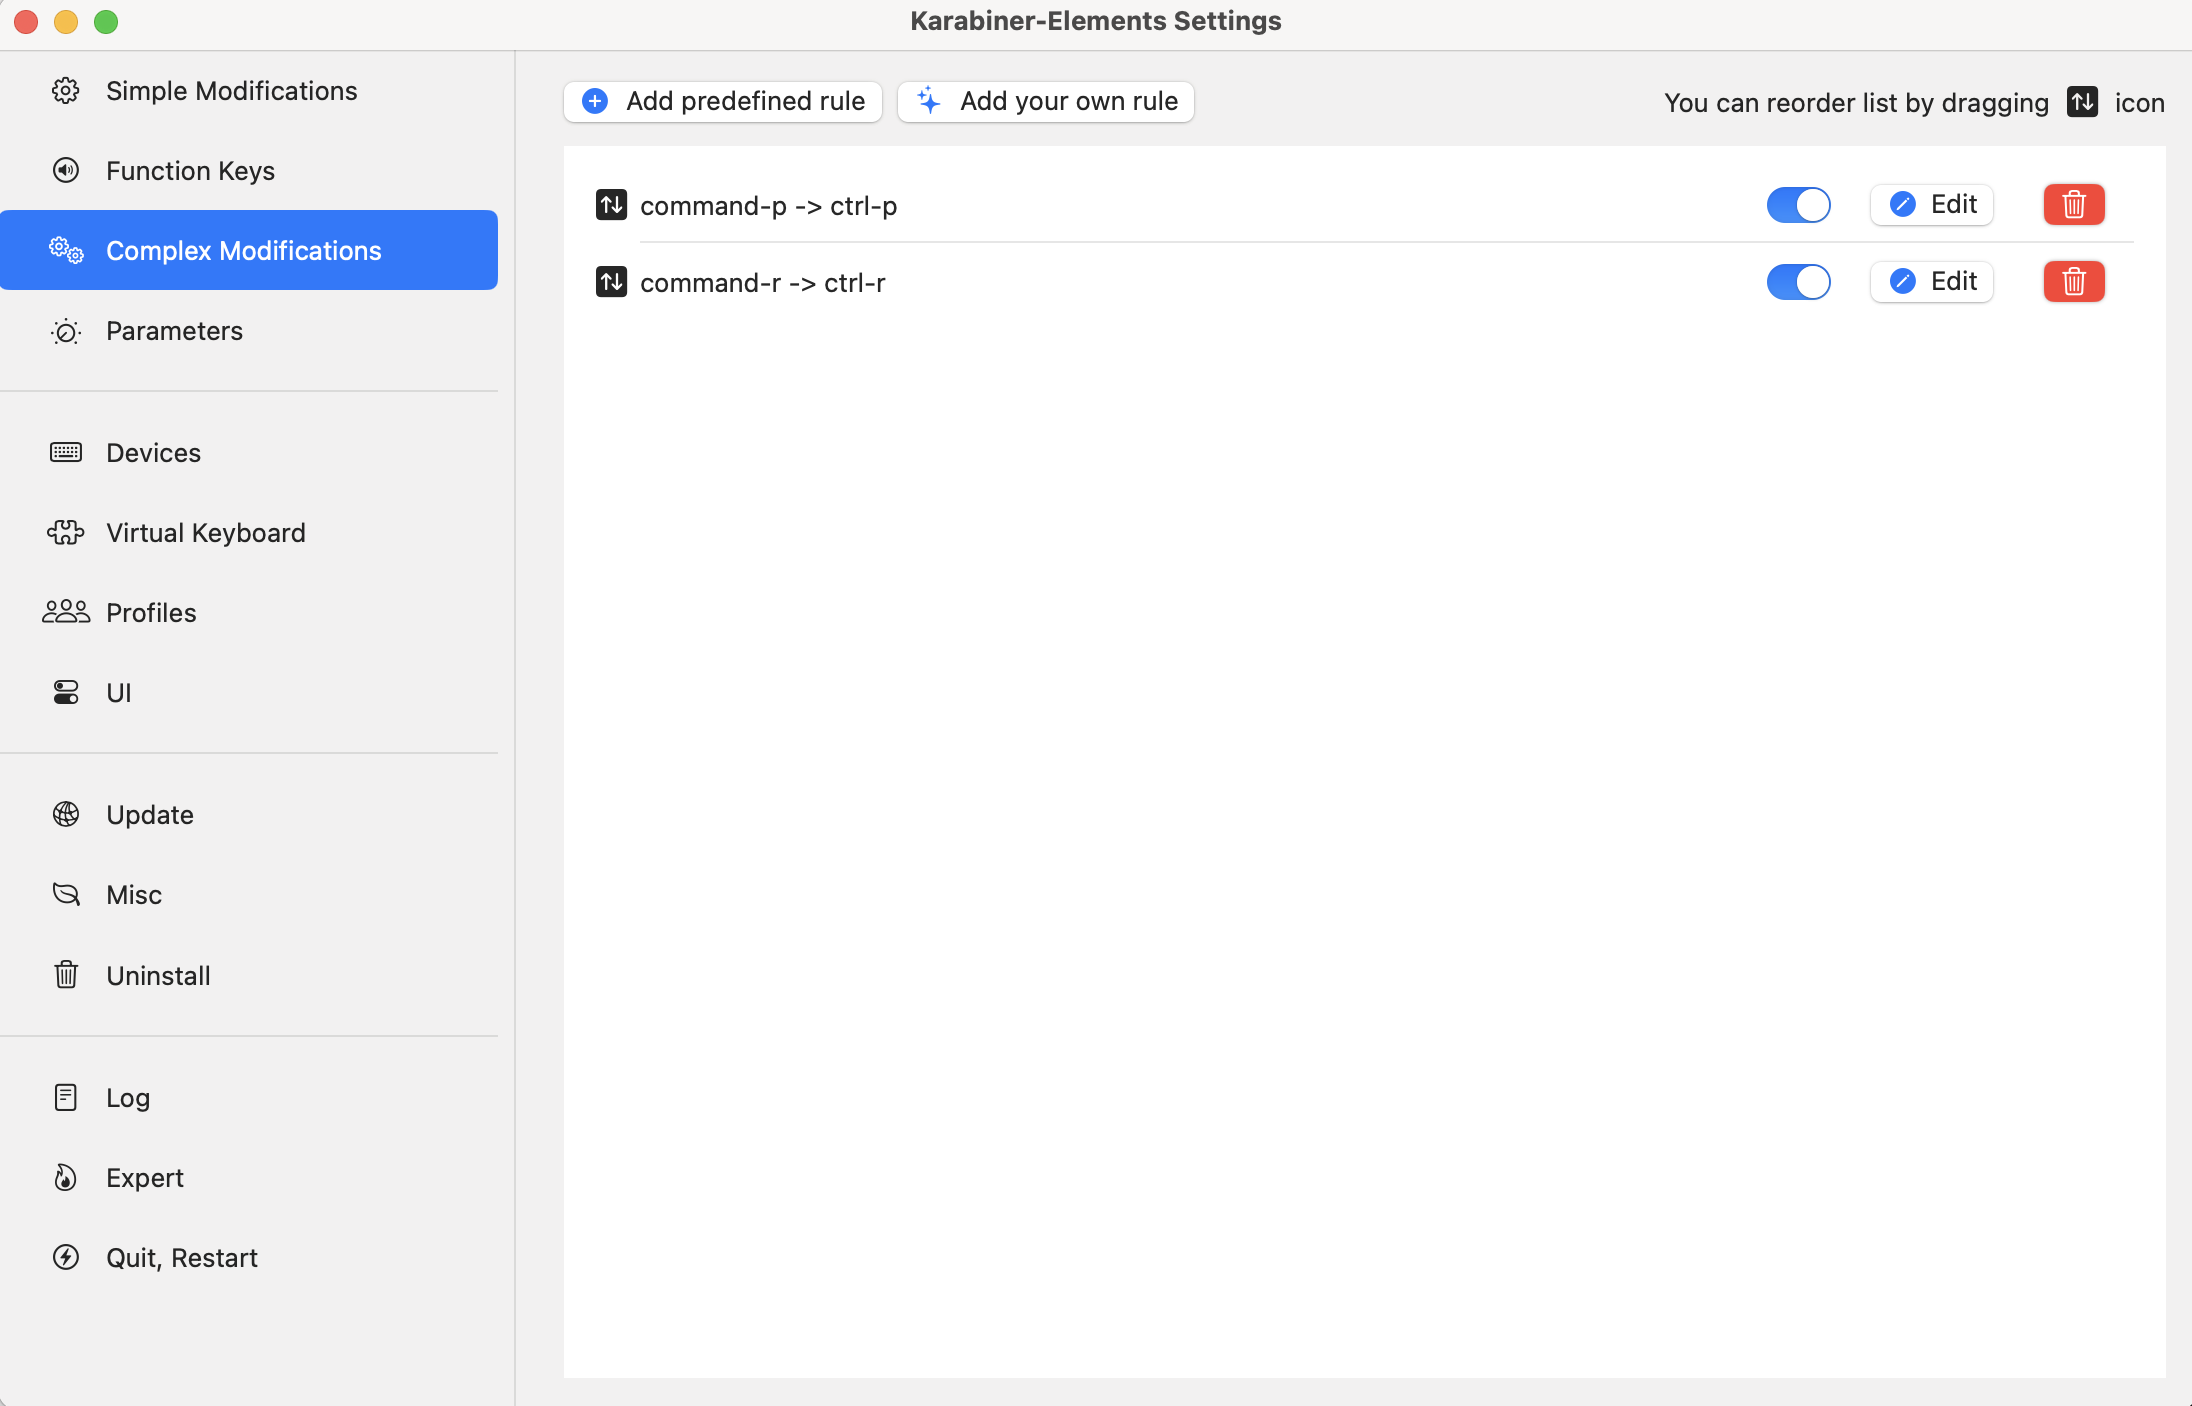 Karabiner-Elements Settings
Simple Modifications
Function Keys
Complex Modifications
Parameters
Devices
Virtual Keyboard
Profiles
UI
Update
Misc
Uninstall
Log
Expert
Quit, Restart
Add predefined rule
Add your own rule
You can reorder list by dragging icon
command-p -> ctrl-p
Edit
command-r -> ctrl-r
Edit